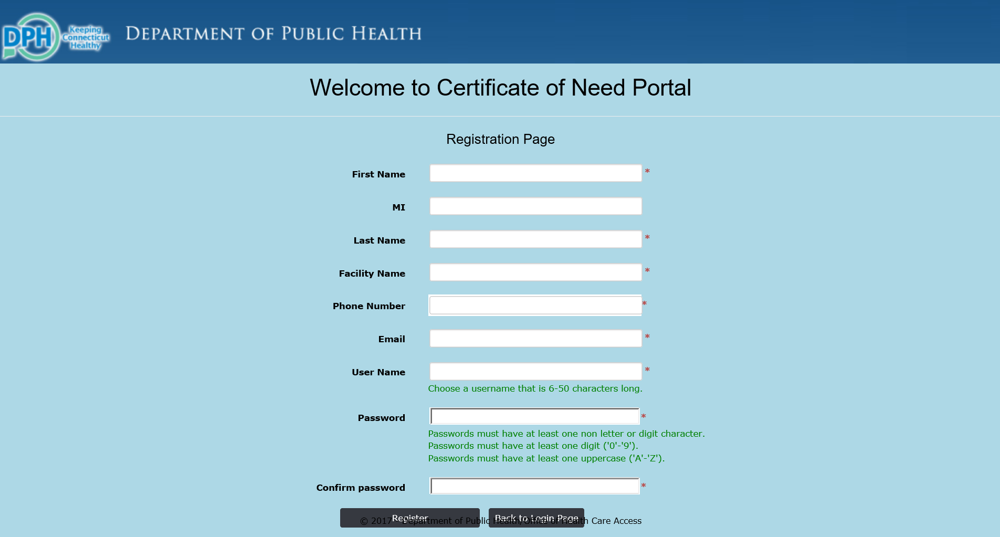 DPH
Keeping
Connecticut
Healthy
DEPARTMENT OF PUBLIC HEALTH
Welcome to Certificate of Need Portal
Registration Page
First Name *
MI
Last Name *
Facility Name *
Phone Number *
Email *
User Name *
Choose a username that is 6-50 characters long.
Password *
Passwords must have at least one non letter or digit character.
Passwords must have at least one digit ('0'-'9').
Passwords must have at least one uppercase ('A'-'Z').
Confirm password *
Register Back to Login Page
© 2017 - Department of Public Health/Office of Health Care Access